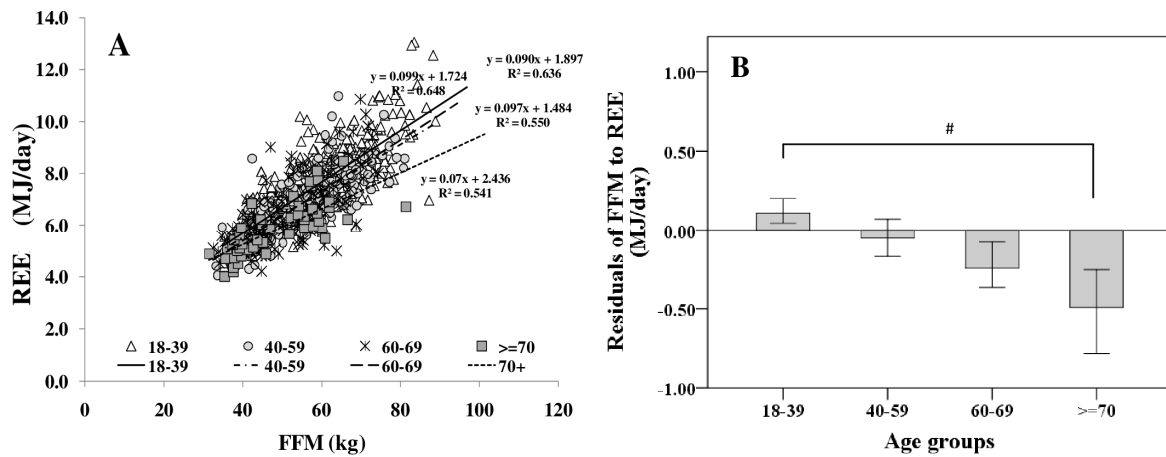 A
14.0
12.0
10.0
8.0
6.0
4.0
2.0
0.0
REE (MJ/day)
y = 0.099x + 1.724
R² = 0.648
y = 0.090x + 1.897
R² = 0.636
y = 0.097x + 1.484
R² = 0.550
y = 0.07x + 2.436
R² = 0.541
18-39 40-59 60-69 >=70
18-39 40-59 60-69 70+
0 20 40 60 80 100 120
FFM (kg)
B
Residuals of FFM to REE
(MJ/day)
1.00
0.50
0.00
-0.50
-1.00
#
18-39 40-59 60-69 >=70
Age groups